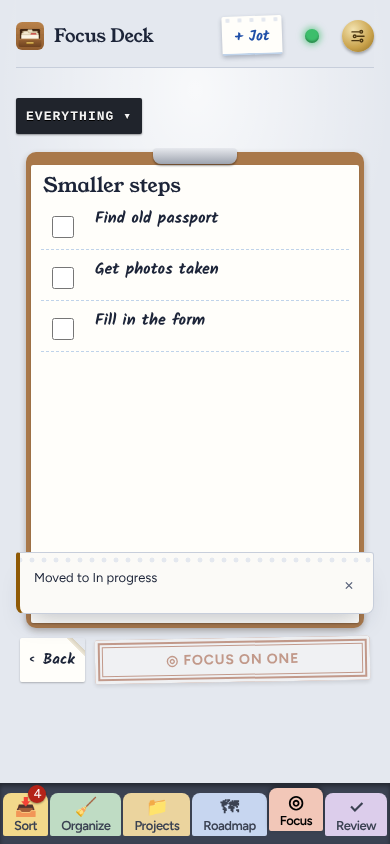 Focus Deck
+ Jot
EVERYTHING ▾
Smaller steps
Find old passport
Get photos taken
Fill in the form
Moved to In progress
×
‹ Back
◎ FOCUS ON ONE
4
Sort
Organize
Projects
Roadmap
Focus
Review